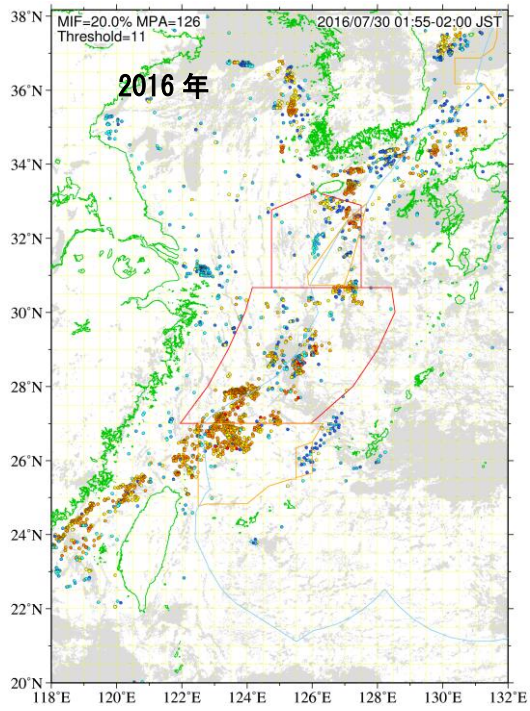 MIF=20.0% MPA=126 2016/07/30 01:55-02:00 JST
Threshold=11
2016 年
38°N
36°N
34°N
32°N
30°N
28°N
26°N
24°N
22°N
20°N
118°E 120°E 122°E 124°E 126°E 128°E 130°E 132°E